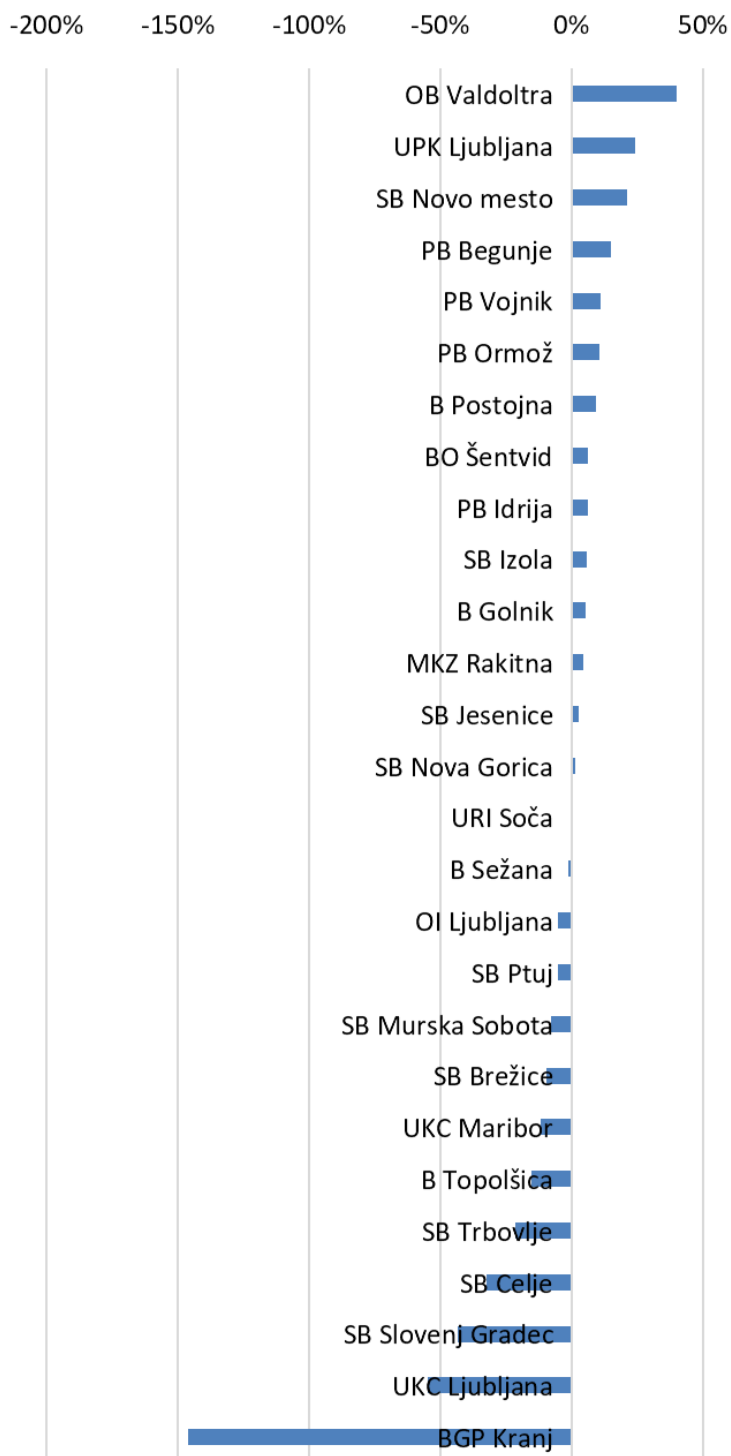 -200% -150% -100% -50% 0% 50%
OB Valdoltra
UPK Ljubljana
SB Novo mesto
PB Begunje
PB Vojnik
PB Ormož
B Postojna
BO Šentvid
PB Idrija
SB Izola
B Golnik
MKZ Rakitna
SB Jesenice
SB Nova Gorica
URI Soča
B Sežana
OI Ljubljana
SB Ptuj
SB Murska Sobota
SB Brežice
UKC Maribor
B Topolšica
SB Trbovlje
SB Celje
SB Slovenj Gradec
UKC Ljubljana
BGP Kranj